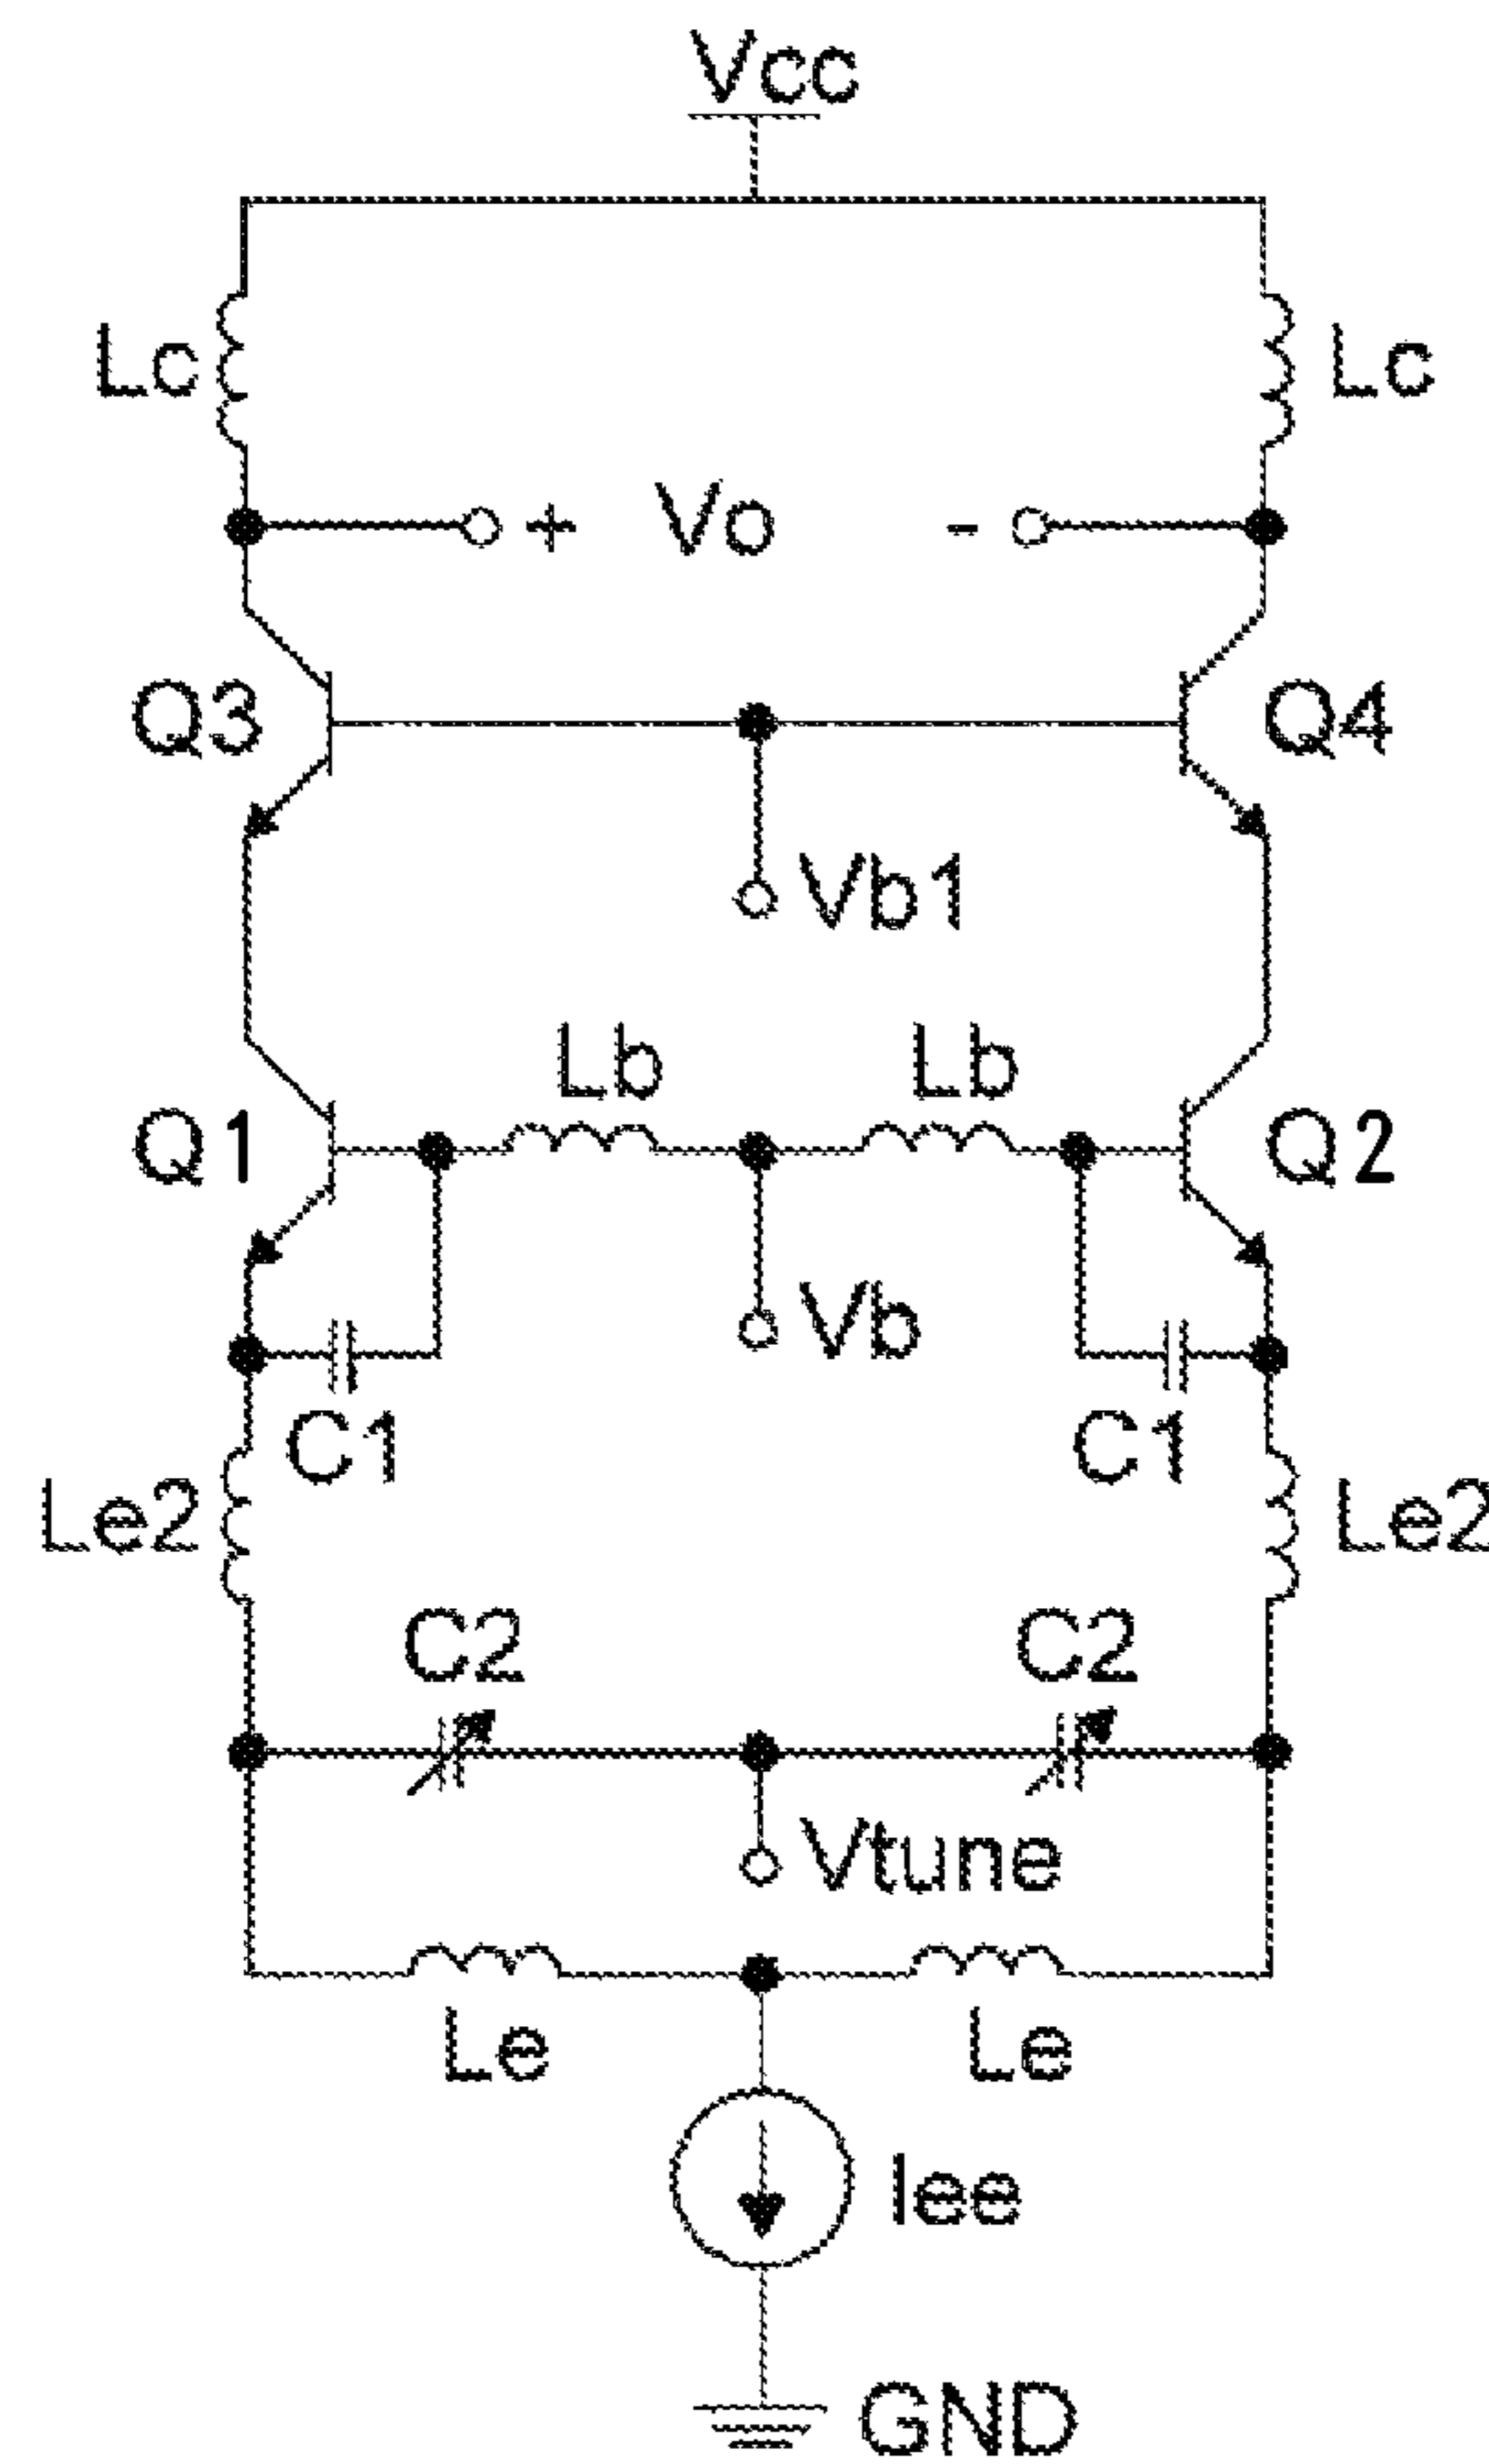 Vcc
Lc Lc
+ Vo -
Q3 Q4
Vb1
Lb Lb
Q1 Q2
Vb
C1 C1
Le2 Le2
C2 C2
Vtune
Le Le
Iee
GND